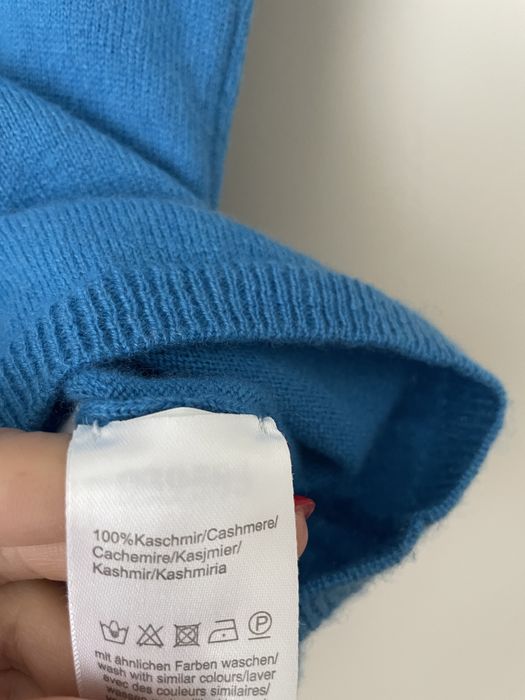 100%Kaschmir/Cashmere/
Cachemire/Kasjmier/
Kashmir/Kashmiria
P
mit ähnlichen Farben waschen/
wash with similar colours/laver
avec des couleurs similaires/